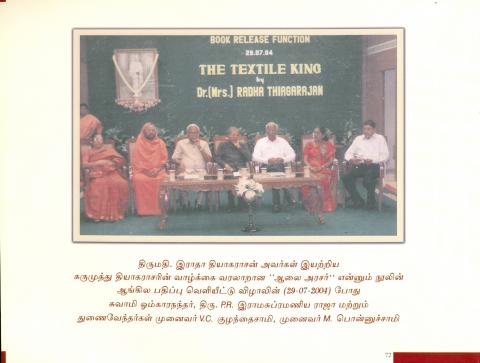 BOOK RELEASE FUNCTION
29.07.04
THE TEXTILE KING
by
Dr.(Mrs.) RADHA THIAGARAJAN
திருமதி. இராதா தியாகராசன் அவர்கள் இயற்றிய
கருமுத்து தியாகராசரின் வாழ்க்கை வரலாறான "ஆலை அரசர்" என்னும் நூலின்
ஆங்கில பதிப்பு வெளியீட்டு விழாவின் (29-07-2004) போது
சுவாமி ஓம்காரநந்தர், திரு. P.R. இராமசுப்ரமணிய ராஜா மற்றும்
துணைவேந்தர்கள் முனைவர் V.C. குழந்தைசாமி, முனைவர் M. பொன்னுச்சாமி
72